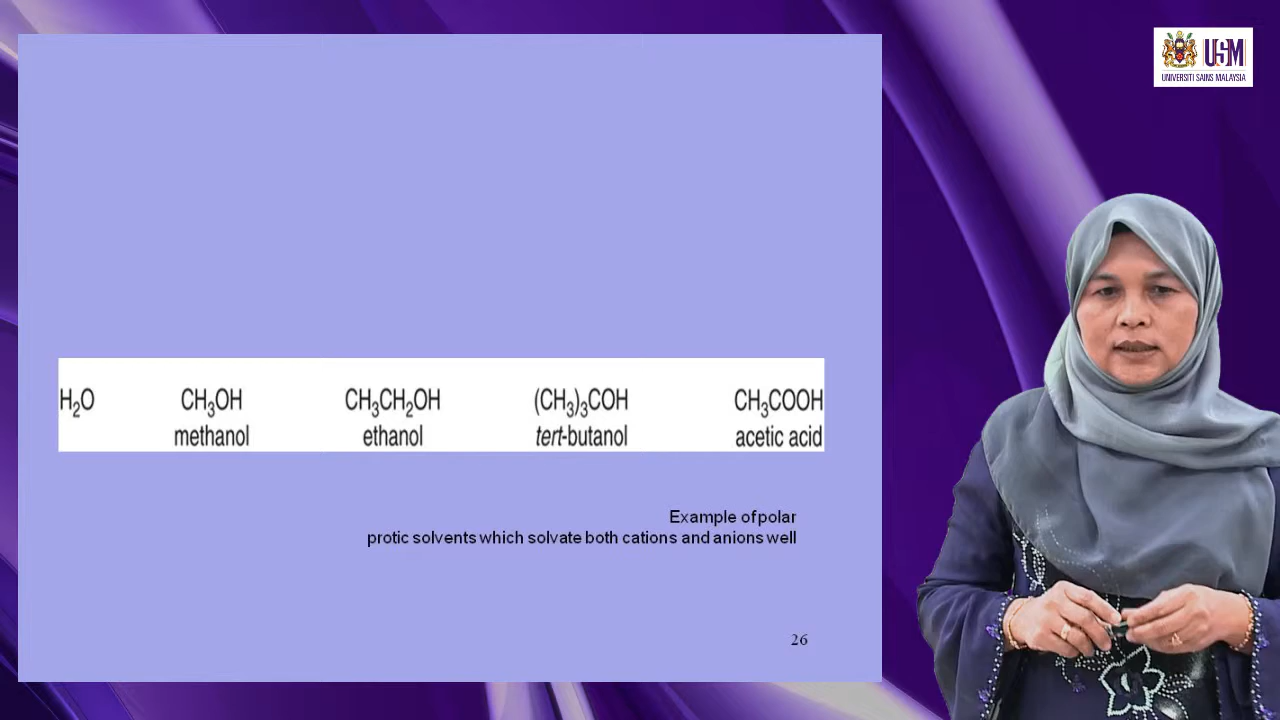 USM
UNIVERSITI SAINS MALAYSIA
H₂O CH₃OH CH₃CH₂OH (CH₃)₃COH CH₃COOH
methanol ethanol tert-butanol acetic acid
Example of polar
protic solvents which solvate both cations and anions well
26